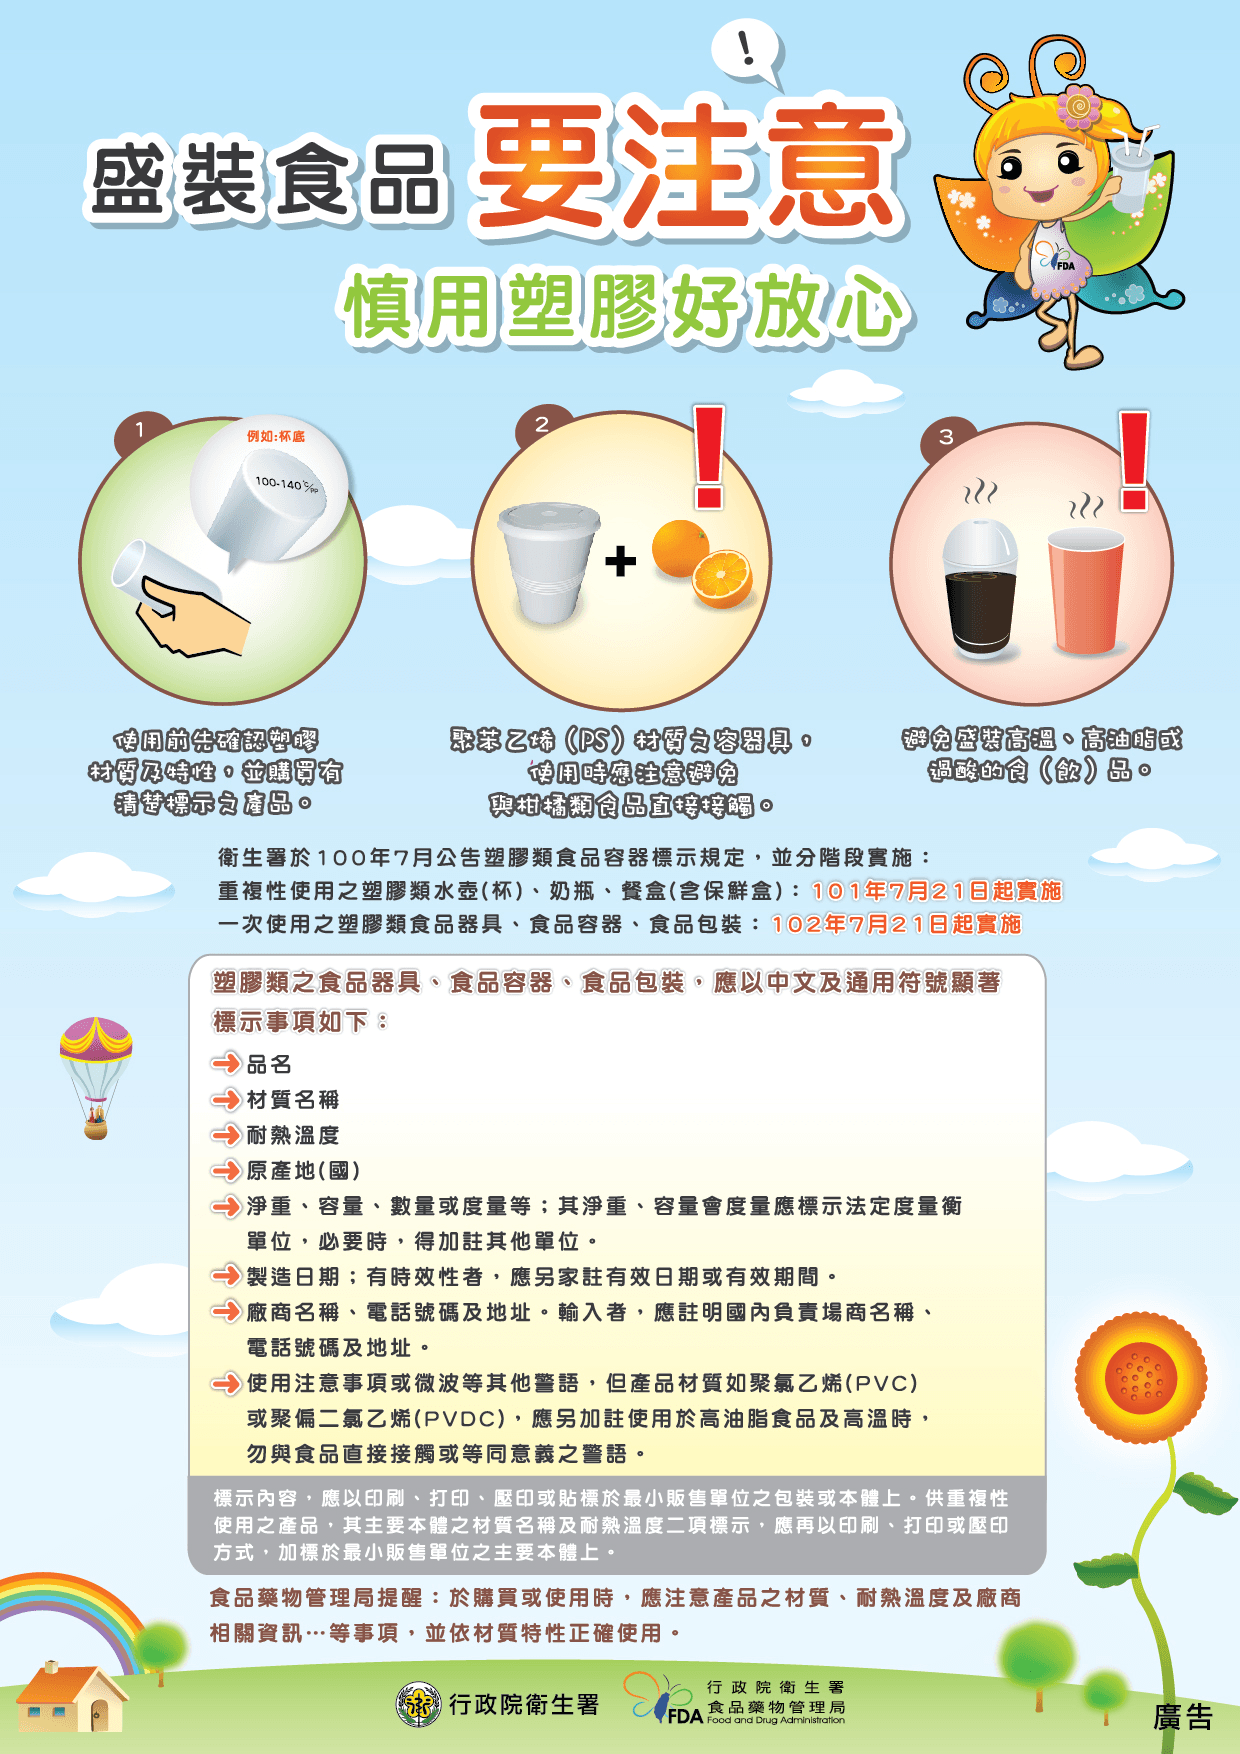 !
盛裝食品要注意
慎用塑膠好放心
FDA
1
例如:杯底
100-140℃/PP
2
3
使用前先確認塑膠
材質及特性，並購買有
清楚標示之產品。
聚苯乙烯（PS）材質之容器具，
使用時應注意避免
與柑橘類食品直接接觸。
避免盛裝高溫、高油脂或
過酸的食（飲）品。
衛生署於100年7月公告塑膠類食品容器標示規定，並分階段實施：
重複性使用之塑膠類水壺(杯)、奶瓶、餐盒(含保鮮盒)：101年7月21日起實施
一次使用之塑膠類食品器具、食品容器、食品包裝：102年7月21日起實施
塑膠類之食品器具、食品容器、食品包裝，應以中文及通用符號顯著
標示事項如下：
品名
材質名稱
耐熱溫度
原產地(國)
淨重、容量、數量或度量等；其淨重、容量會度量應標示法定度量衡
單位，必要時，得加註其他單位。
製造日期；有時效性者，應另家註有效日期或有效期間。
廠商名稱、電話號碼及地址。輸入者，應註明國內負責場商名稱、
電話號碼及地址。
使用注意事項或微波等其他警語，但產品材質如聚氯乙烯(PVC)
或聚偏二氯乙烯(PVDC)，應另加註使用於高油脂食品及高溫時，
勿與食品直接接觸或等同意義之警語。
標示內容，應以印刷、打印、壓印或貼標於最小販售單位之包裝或本體上。供重複性
使用之產品，其主要本體之材質名稱及耐熱溫度二項標示，應再以印刷、打印或壓印
方式，加標於最小販售單位之主要本體上。
食品藥物管理局提醒：於購買或使用時，應注意產品之材質、耐熱溫度及廠商
相關資訊⋯等事項，並依材質特性正確使用。
行政院衛生署
FDA
行政院衛生署
食品藥物管理局
Food and Drug Administration
廣告